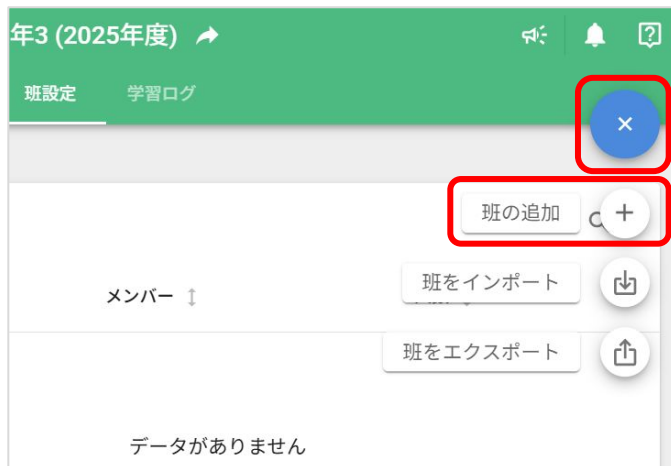 年3 (2025年度)
班設定 学習ログ
班の追加
班をインポート
メンバー
班をエクスポート
データがありません